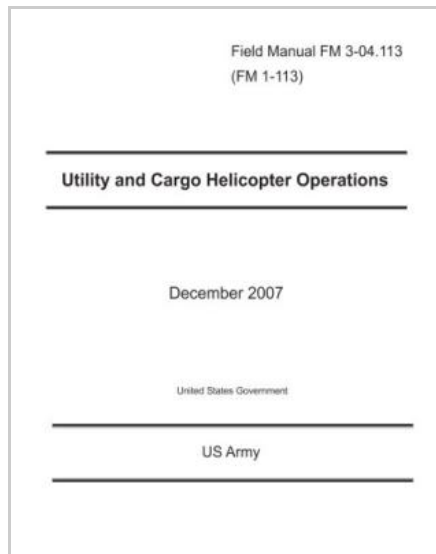 Field Manual FM 3-04.113
(FM 1-113)
Utility and Cargo Helicopter Operations
December 2007
United States Government
US Army